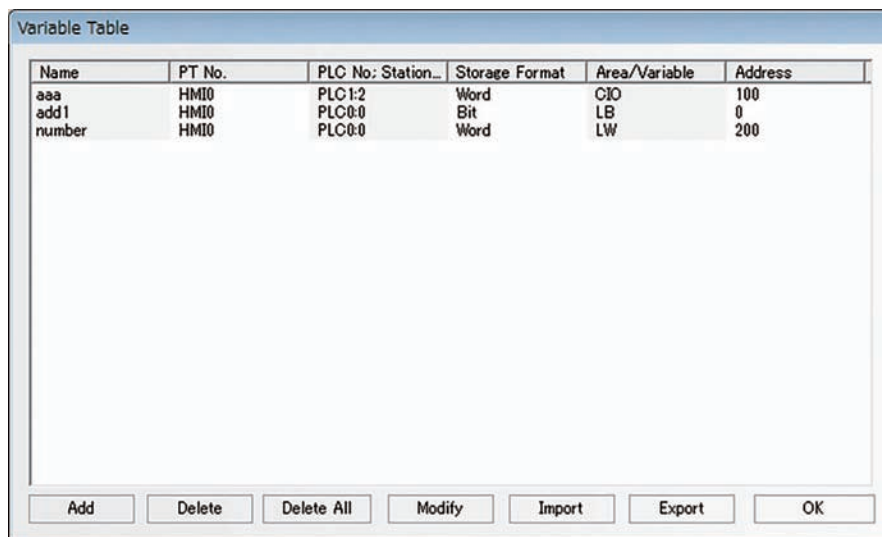 Variable Table
Name PT No. PLC No; Station... Storage Format Area/Variable Address
aaa HMI0 PLC1:2 Word CIO 100
add1 HMI0 PLC0:0 Bit LB 0
number HMI0 PLC0:0 Word LW 200
Add Delete Delete All Modify Import Export OK